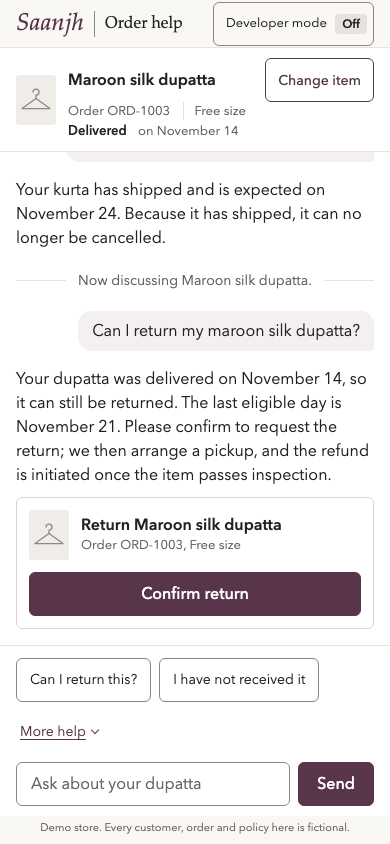 Saanjh Order help
Developer mode Off
Maroon silk dupatta
Change item
Order ORD-1003 Free size
Delivered on November 14
Your kurta has shipped and is expected on
November 24. Because it has shipped, it can no
longer be cancelled.
Now discussing Maroon silk dupatta.
Can I return my maroon silk dupatta?
Your dupatta was delivered on November 14, so
it can still be returned. The last eligible day is
November 21. Please confirm to request the
return; we then arrange a pickup, and the refund
is initiated once the item passes inspection.
Return Maroon silk dupatta
Order ORD-1003, Free size
Confirm return
Can I return this?
I have not received it
More help
Ask about your dupatta
Send
Demo store. Every customer, order and policy here is fictional.